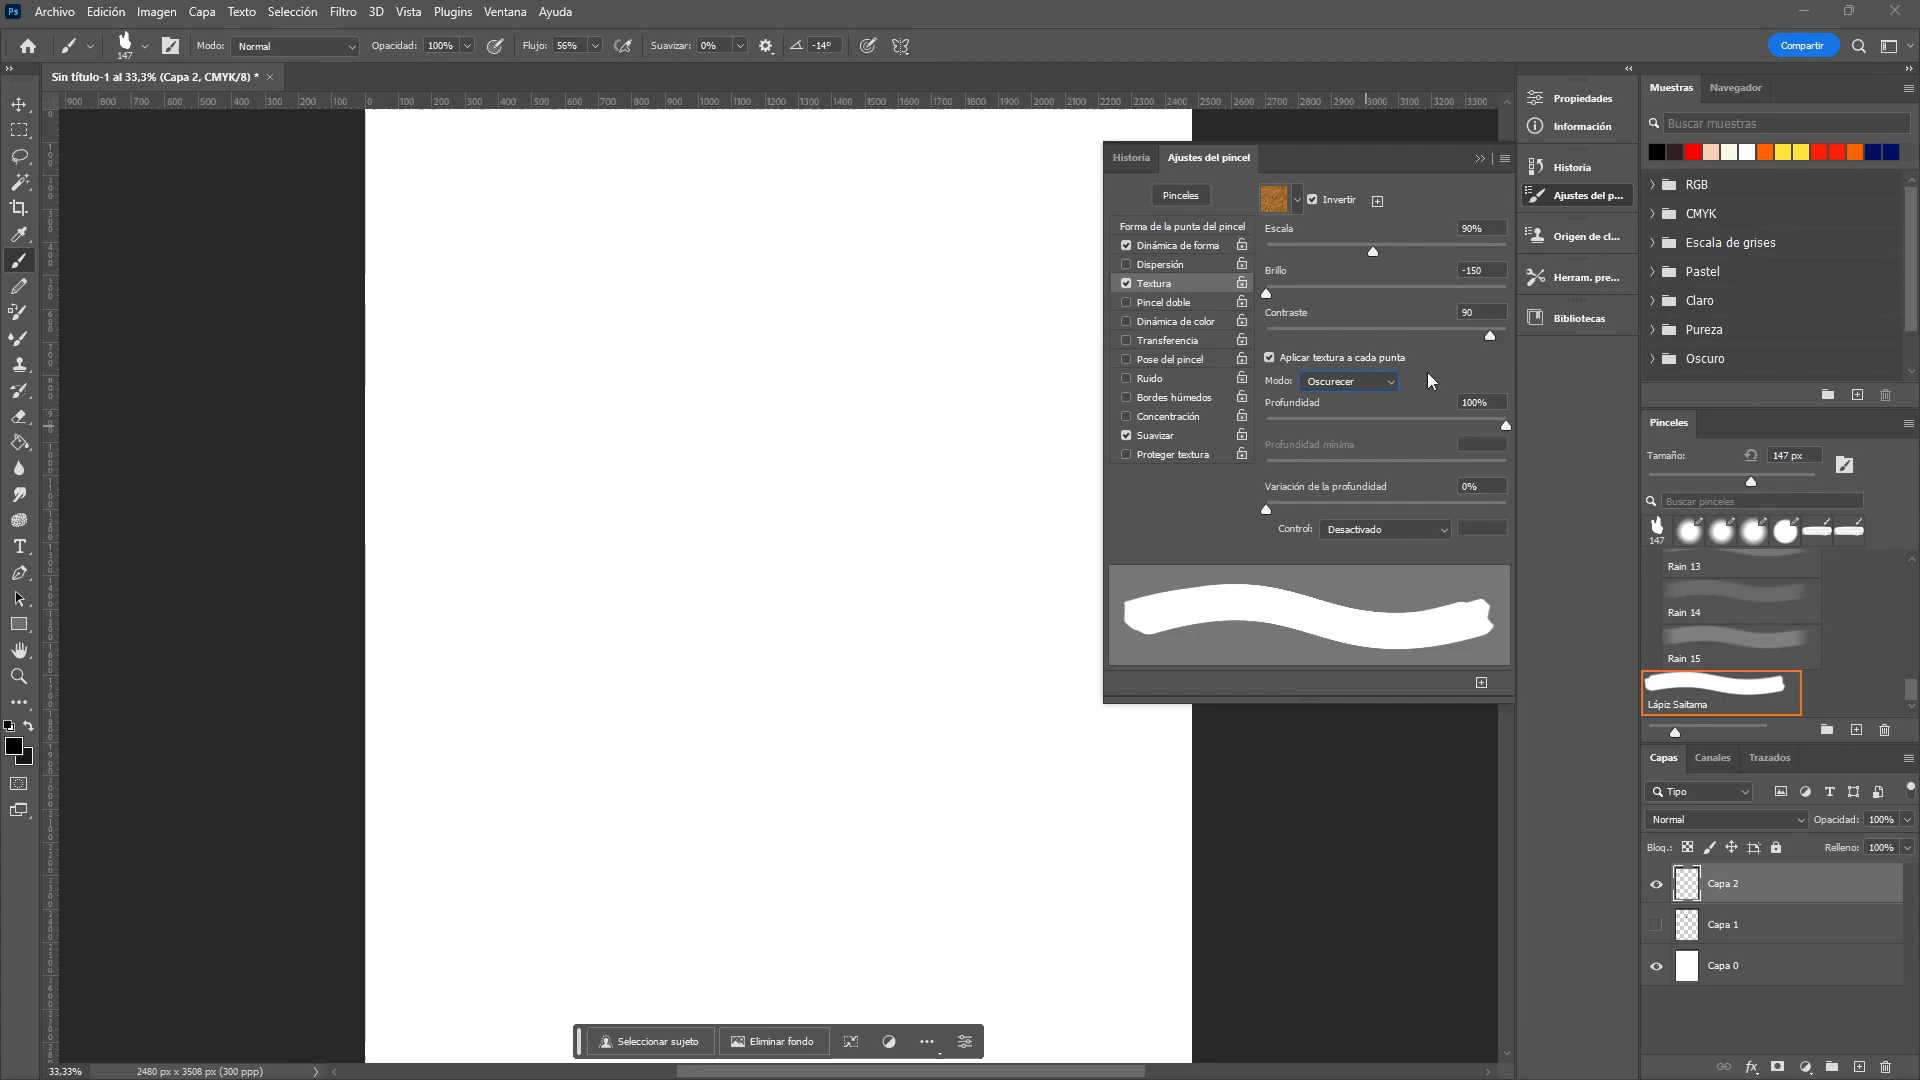 Ps Archivo Edición Imagen Capa Texto Selección Filtro 3D Vista Plugins Ventana Ayuda
147 Modo: Normal Opacidad: 100% Flujo: 56% Suavizar: 0% -14° Compartir
Sin título-1 al 33,3% (Capa 2, CMYK/8) * ×
900 800 700 600 500 400 300 200 100 0 100 200 300 400 500 600 700 800 900 1000 1100 1200 1300 1400 1500 1600 1700 1800 1900 2000 2100 2200 2300 2400 2500 2600 2700 2800 2900 3000 3100 3200 3300
Historia Ajustes del pincel
Pinceles
Invertir
Forma de la punta del pincel
Dinámica de forma
Dispersión
Textura
Pincel doble
Dinámica de color
Transferencia
Pose del pincel
Ruido
Bordes húmedos
Concentración
Suavizar
Proteger textura
Escala 90%
Brillo -150
Contraste 90
Aplicar textura a cada punta
Modo: Oscurecer
Profundidad 100%
Profundidad mínima
Variación de la profundidad 0%
Control: Desactivado
Propiedades
Información
Historia
Ajustes del p...
Origen de cl...
Herram. pre...
Bibliotecas
Muestras Navegador
Buscar muestras
RGB
CMYK
Escala de grises
Pastel
Claro
Pureza
Oscuro
Pinceles
Tamaño: 147 px
Buscar pinceles
147
Rain 13
Rain 14
Rain 15
Lápiz Saitama
Capas Canales Trazados
Tipo
Normal Opacidad: 100%
Bloq.: Relleno: 100%
Capa 2
Capa 1
Capa 0
fx
Seleccionar sujeto Eliminar fondo
33,33% 2480 px x 3508 px (300 ppp)